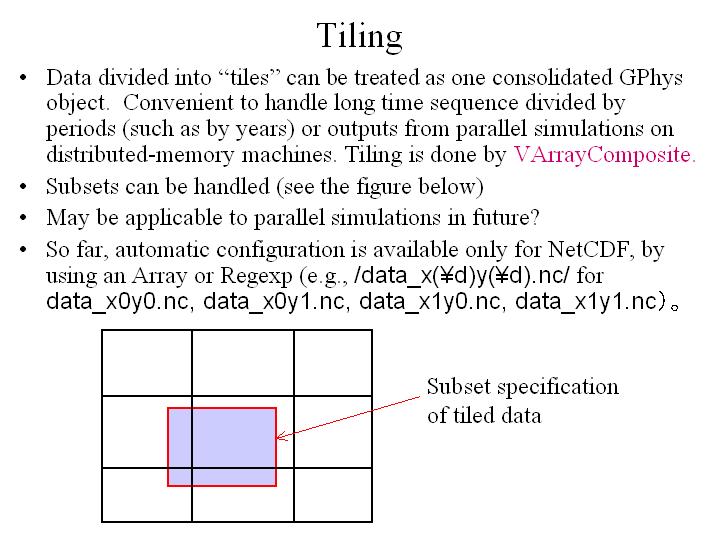 Tiling
• Data divided into “tiles” can be treated as one consolidated GPhys
object.  Convenient to handle long time sequence divided by
periods (such as by years) or outputs from parallel simulations on
distributed-memory machines. Tiling is done by VArrayComposite.
• Subsets can be handled (see the figure below)
• May be applicable to parallel simulations in future?
• So far, automatic configuration is available only for NetCDF, by
using an Array or Regexp (e.g., /data_x(¥d)y(¥d).nc/ for
data_x0y0.nc, data_x0y1.nc, data_x1y0.nc, data_x1y1.nc）。
Subset specification
of tiled data